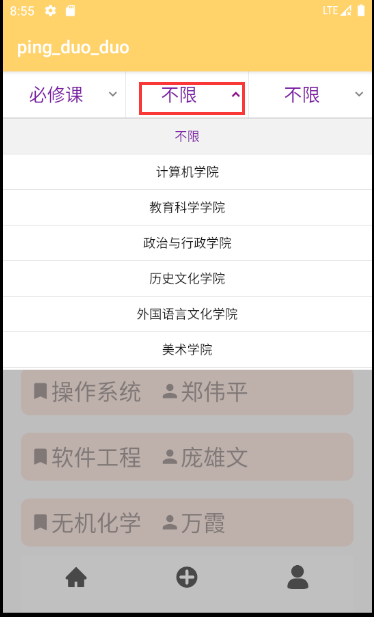 8:55 LTE
ping_duo_duo
必修课 不限 不限
不限
计算机学院
教育科学学院
政治与行政学院
历史文化学院
外国语言文化学院
美术学院
操作系统 郑伟平
软件工程 庞雄文
无机化学 万霞